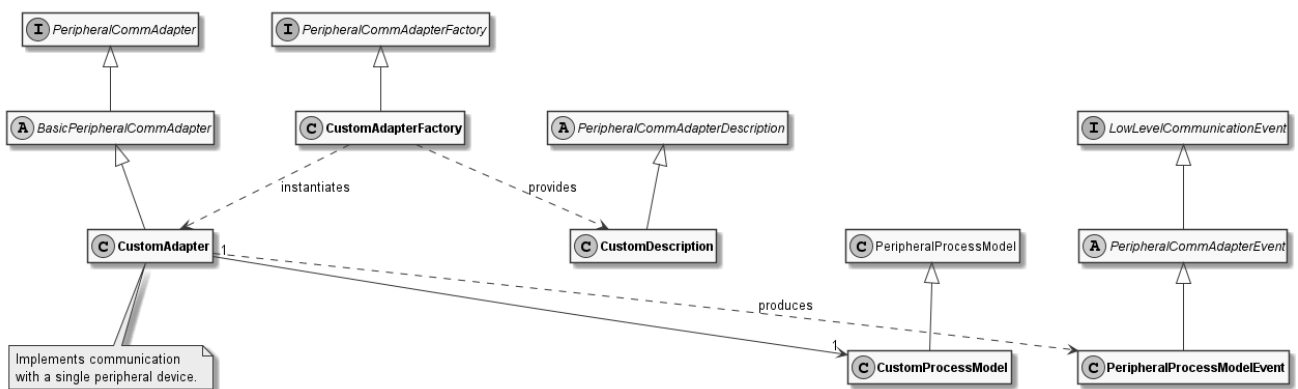 I PeripheralCommAdapter
I PeripheralCommAdapterFactory
A BasicPeripheralCommAdapter
C CustomAdapterFactory
A PeripheralCommAdapterDescription
I LowLevelCommunicationEvent
instantiates
provides
C CustomAdapter
1
C CustomDescription
C PeripheralProcessModel
A PeripheralCommAdapterEvent
produces
Implements communication
with a single peripheral device.
1
C CustomProcessModel
C PeripheralProcessModelEvent